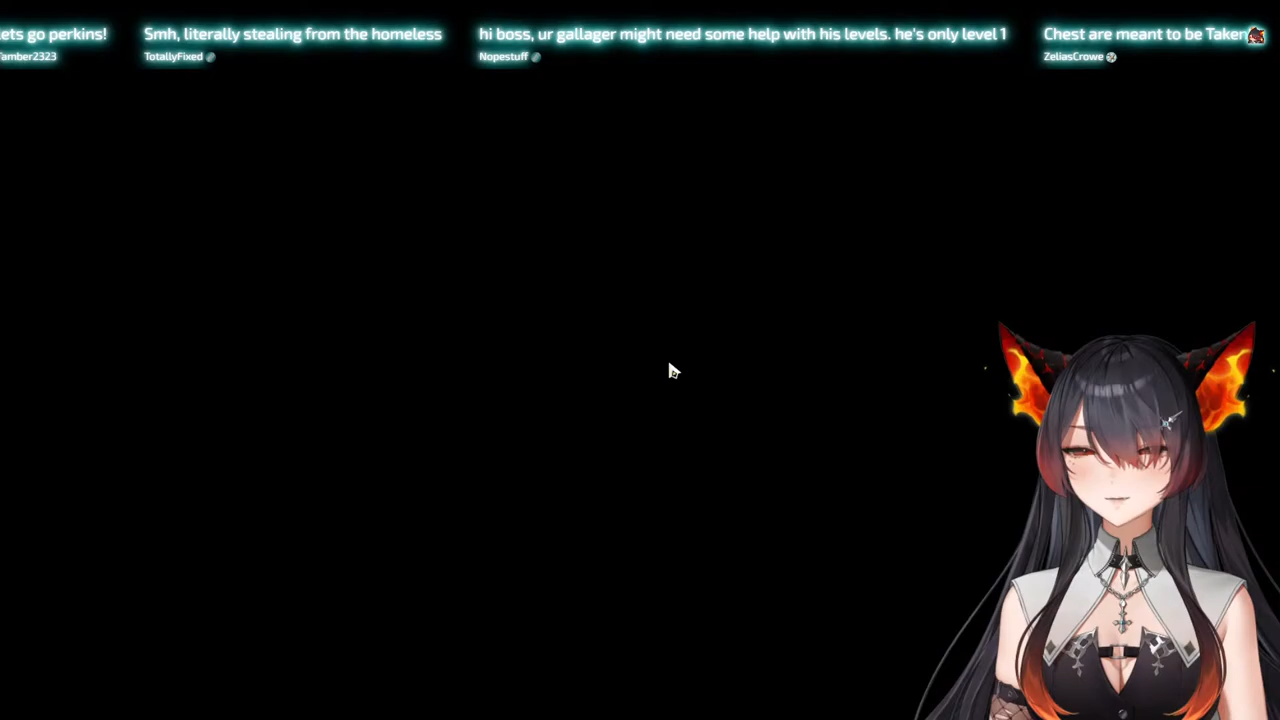 ets go perkins!
Tamber2323
Smh, literally stealing from the homeless
TotallyFixed
hi boss, ur gallager might need some help with his levels. he's only level 1
Nopestuff
Chest are meant to be Taken
ZeliasCrowe